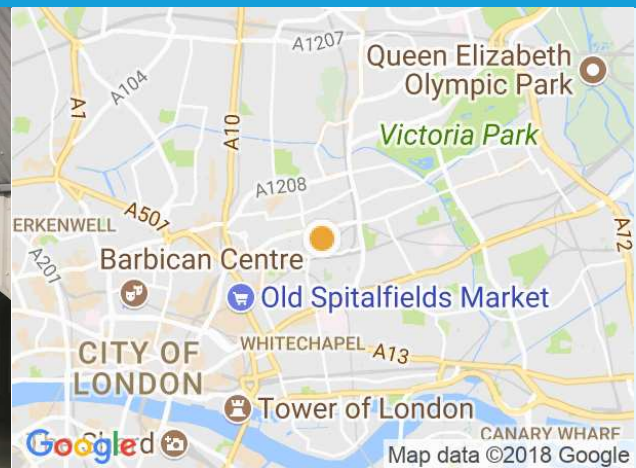 A1207
Queen Elizabeth
Olympic Park
A104
A1
A10
Victoria Park
A1208
A507
ERKENWELL
A12
A201
Barbican Centre
Old Spitalfields Market
CITY OF
LONDON
WHITECHAPEL
A13
Tower of London
CANARY WHARF
Google
Map data ©2018 Google